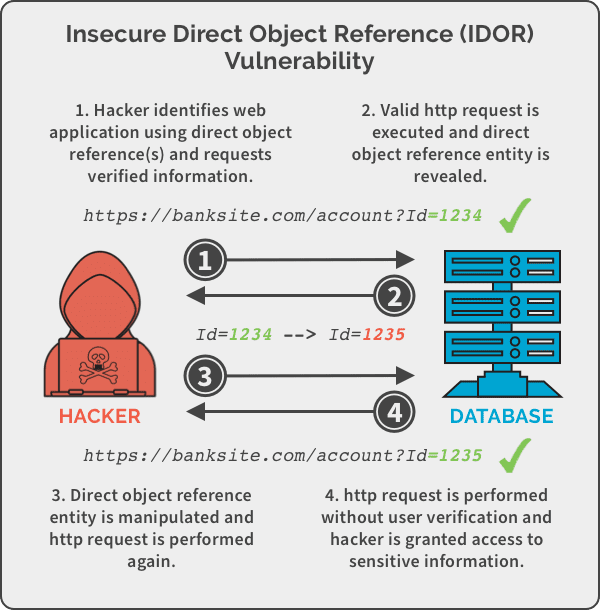 Insecure Direct Object Reference (IDOR)
Vulnerability
1. Hacker identifies web
application using direct object
reference(s) and requests
verified information.
2. Valid http request is
executed and direct
object reference entity is
revealed.
https://banksite.com/account?Id=1234
1
2
Id=1234 --> Id=1235
3
4
HACKER
DATABASE
https://banksite.com/account?Id=1235
3. Direct object reference
entity is manipulated and
http request is performed
again.
4. http request is performed
without user verification and
hacker is granted access to
sensitive information.